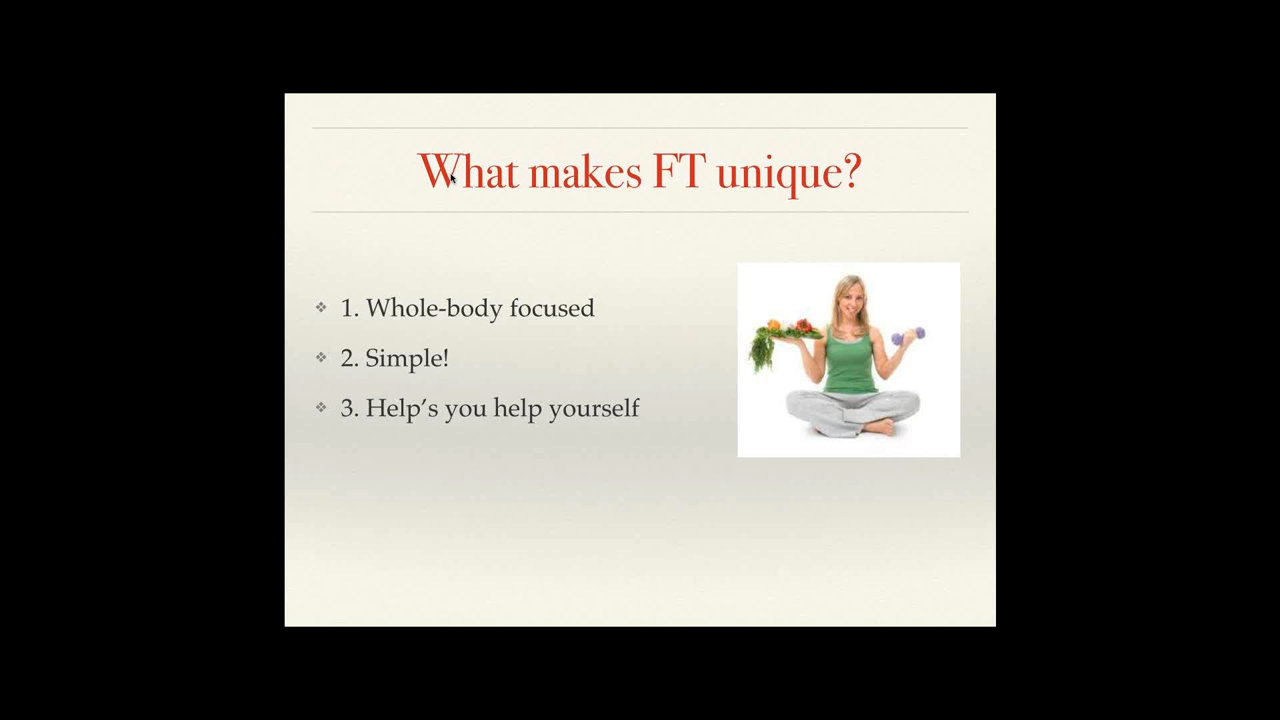 What makes FT unique?
1. Whole-body focused
2. Simple!
3. Help’s you help yourself